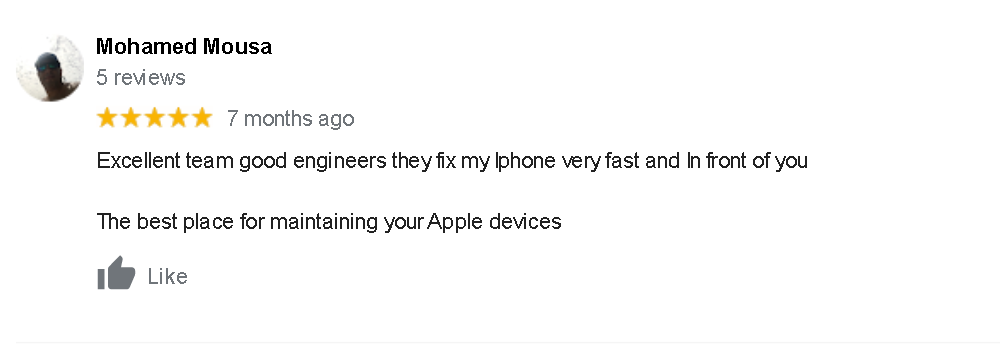 Mohamed Mousa
5 reviews
7 months ago
Excellent team good engineers they fix my Iphone very fast and In front of you
The best place for maintaining your Apple devices
Like